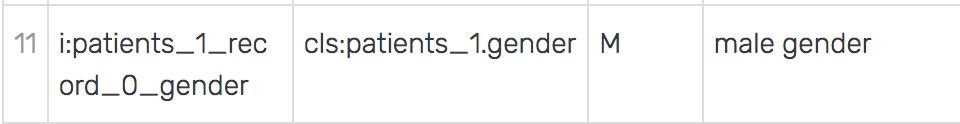 11 i:patients_1_rec cls:patients_1.gender M male gender
ord_0_gender